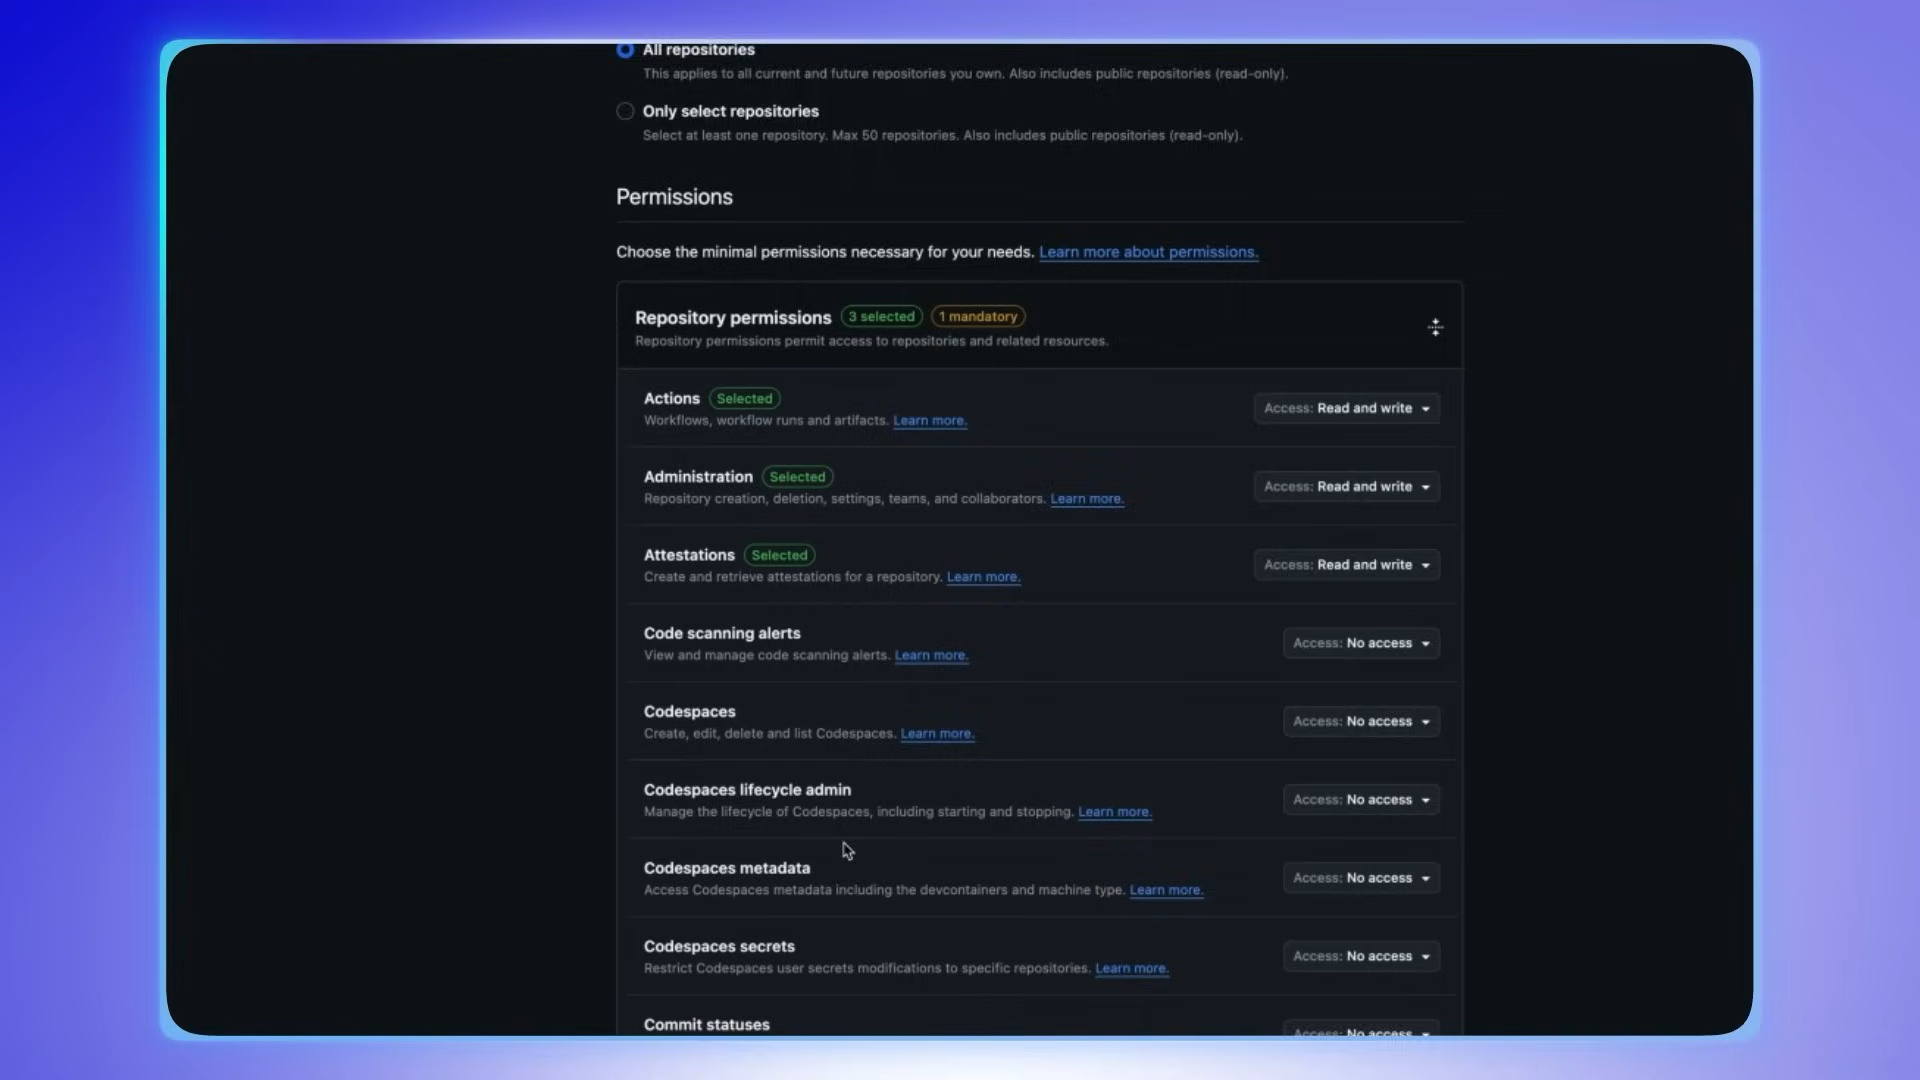 All repositories
This applies to all current and future repositories you own. Also includes public repositories (read-only).
Only select repositories
Select at least one repository. Max 50 repositories. Also includes public repositories (read-only).
Permissions
Choose the minimal permissions necessary for your needs. Learn more about permissions.
Repository permissions 3 selected 1 mandatory
Repository permissions permit access to repositories and related resources.
Actions Selected
Workflows, workflow runs and artifacts. Learn more.
Access: Read and write
Administration Selected
Repository creation, deletion, settings, teams, and collaborators. Learn more.
Access: Read and write
Attestations Selected
Create and retrieve attestations for a repository. Learn more.
Access: Read and write
Code scanning alerts
View and manage code scanning alerts. Learn more.
Access: No access
Codespaces
Create, edit, delete and list Codespaces. Learn more.
Access: No access
Codespaces lifecycle admin
Manage the lifecycle of Codespaces, including starting and stopping. Learn more.
Access: No access
Codespaces metadata
Access Codespaces metadata including the devcontainers and machine type. Learn more.
Access: No access
Codespaces secrets
Restrict Codespaces user secrets modifications to specific repositories. Learn more.
Access: No access
Commit statuses
Access: No access